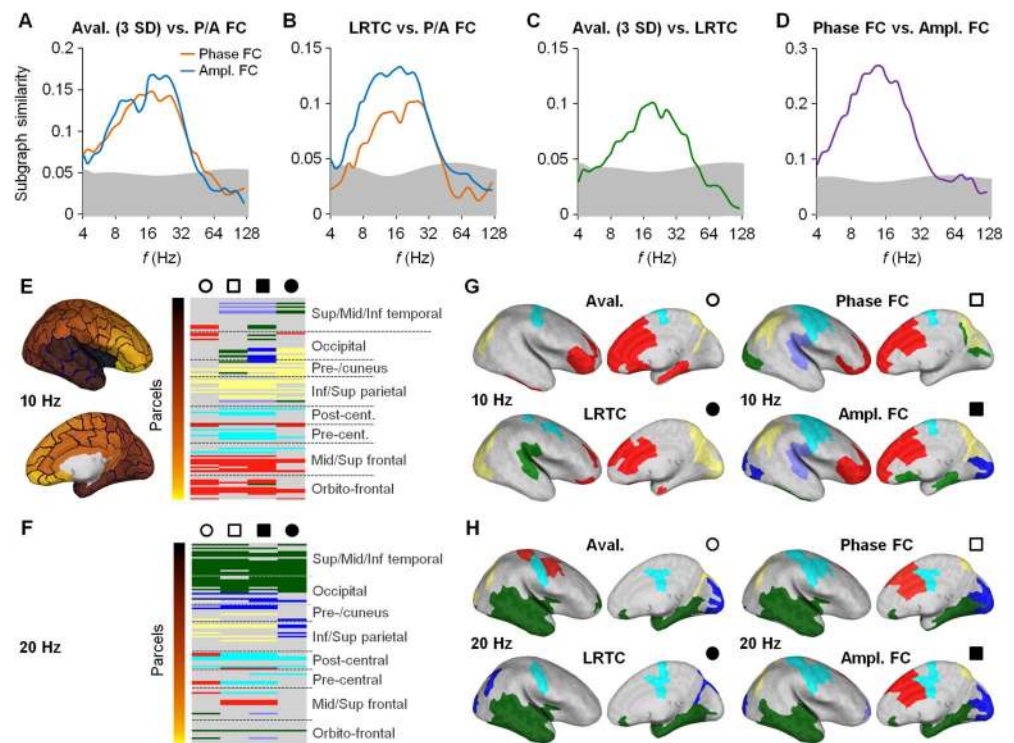 A Aval. (3 SD) vs. P/A FC
B LRTC vs. P/A FC
C Aval. (3 SD) vs. LRTC
D Phase FC vs. Ampl. FC
Subgraph similarity
0.2
0.15
0.1
0.05
0
Phase FC
Ampl. FC
4 8 16 32 64 128
f (Hz)
0.15
0.1
0.05
0
4 8 16 32 64 128
f (Hz)
0.15
0.1
0.05
0
4 8 16 32 64 128
f (Hz)
0.3
0.2
0.1
0
4 8 16 32 64 128
f (Hz)
E
10 Hz
Parcels
Sup/Mid/Inf temporal
Occipital
Pre-/cuneus
Inf/Sup parietal
Post-cent.
Pre-cent.
Mid/Sup frontal
Orbito-frontal
G
Aval.
Phase FC
10 Hz
10 Hz
LRTC
Ampl. FC
F
20 Hz
Parcels
Sup/Mid/Inf temporal
Occipital
Pre-/cuneus
Inf/Sup parietal
Post-central
Pre-central
Mid/Sup frontal
Orbito-frontal
H
Aval.
Phase FC
20 Hz
20 Hz
LRTC
Ampl. FC